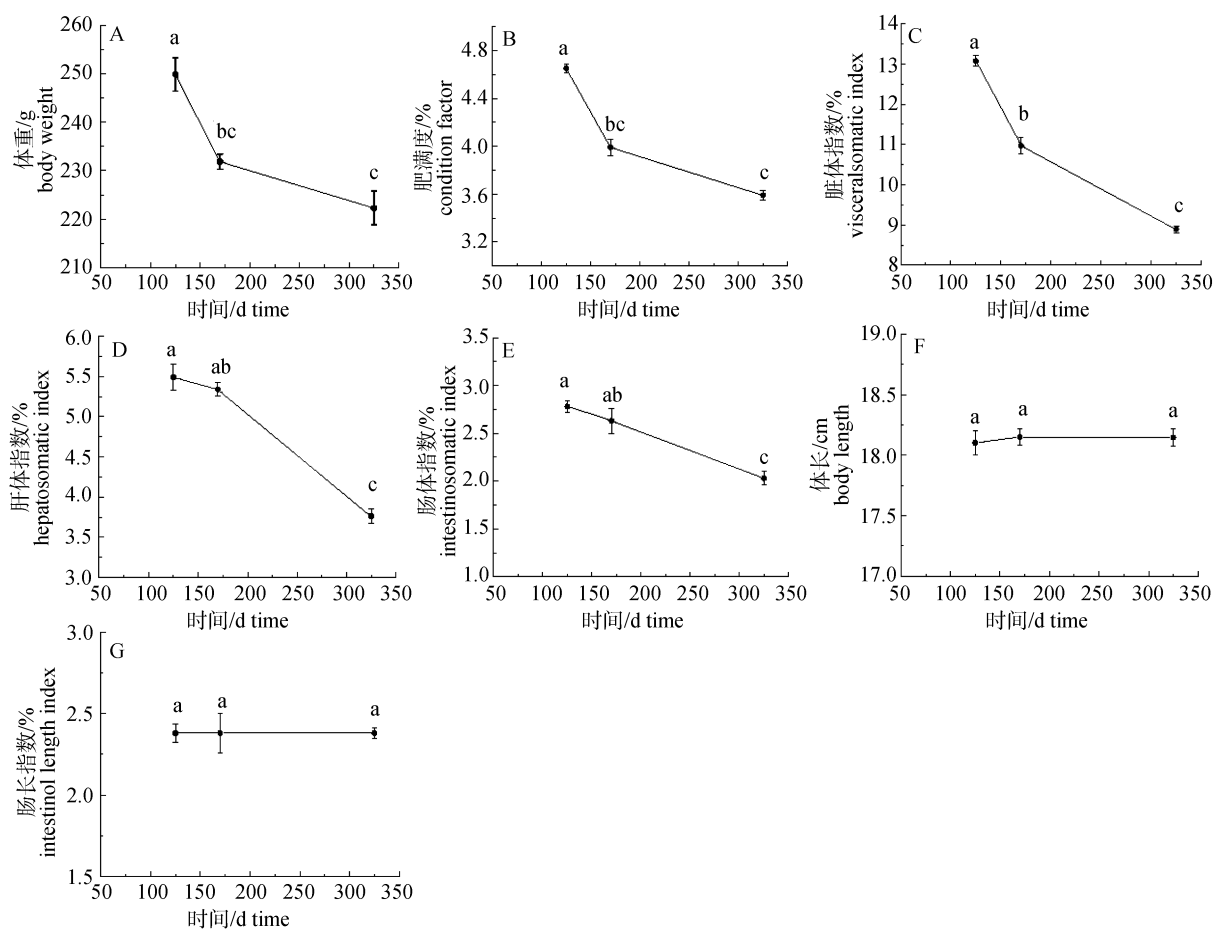 A
a
bc
c
260
250
240
230
220
210
50 100 150 200 250 300 350
体重/g
body weight
时间/d time
B
a
bc
c
4.8
4.4
4.0
3.6
3.2
50 100 150 200 250 300 350
肥满度/%
condition factor
时间/d time
C
a
b
c
14
13
12
11
10
9
8
50 100 150 200 250 300 350
脏体指数/%
visceralsomatic index
时间/d time
D
a
ab
c
6.0
5.5
5.0
4.5
4.0
3.5
3.0
50 100 150 200 250 300 350
肝体指数/%
hepatosomatic index
时间/d time
E
a
ab
c
3.5
3.0
2.5
2.0
1.5
1.0
50 100 150 200 250 300 350
肠体指数/%
intestinosomatic index
时间/d time
F
a
a
a
19.0
18.5
18.0
17.5
17.0
50 100 150 200 250 300 350
体长/cm
body length
时间/d time
G
a
a
a
3.0
2.5
2.0
1.5
50 100 150 200 250 300 350
肠长指数/%
intestinol length index
时间/d time